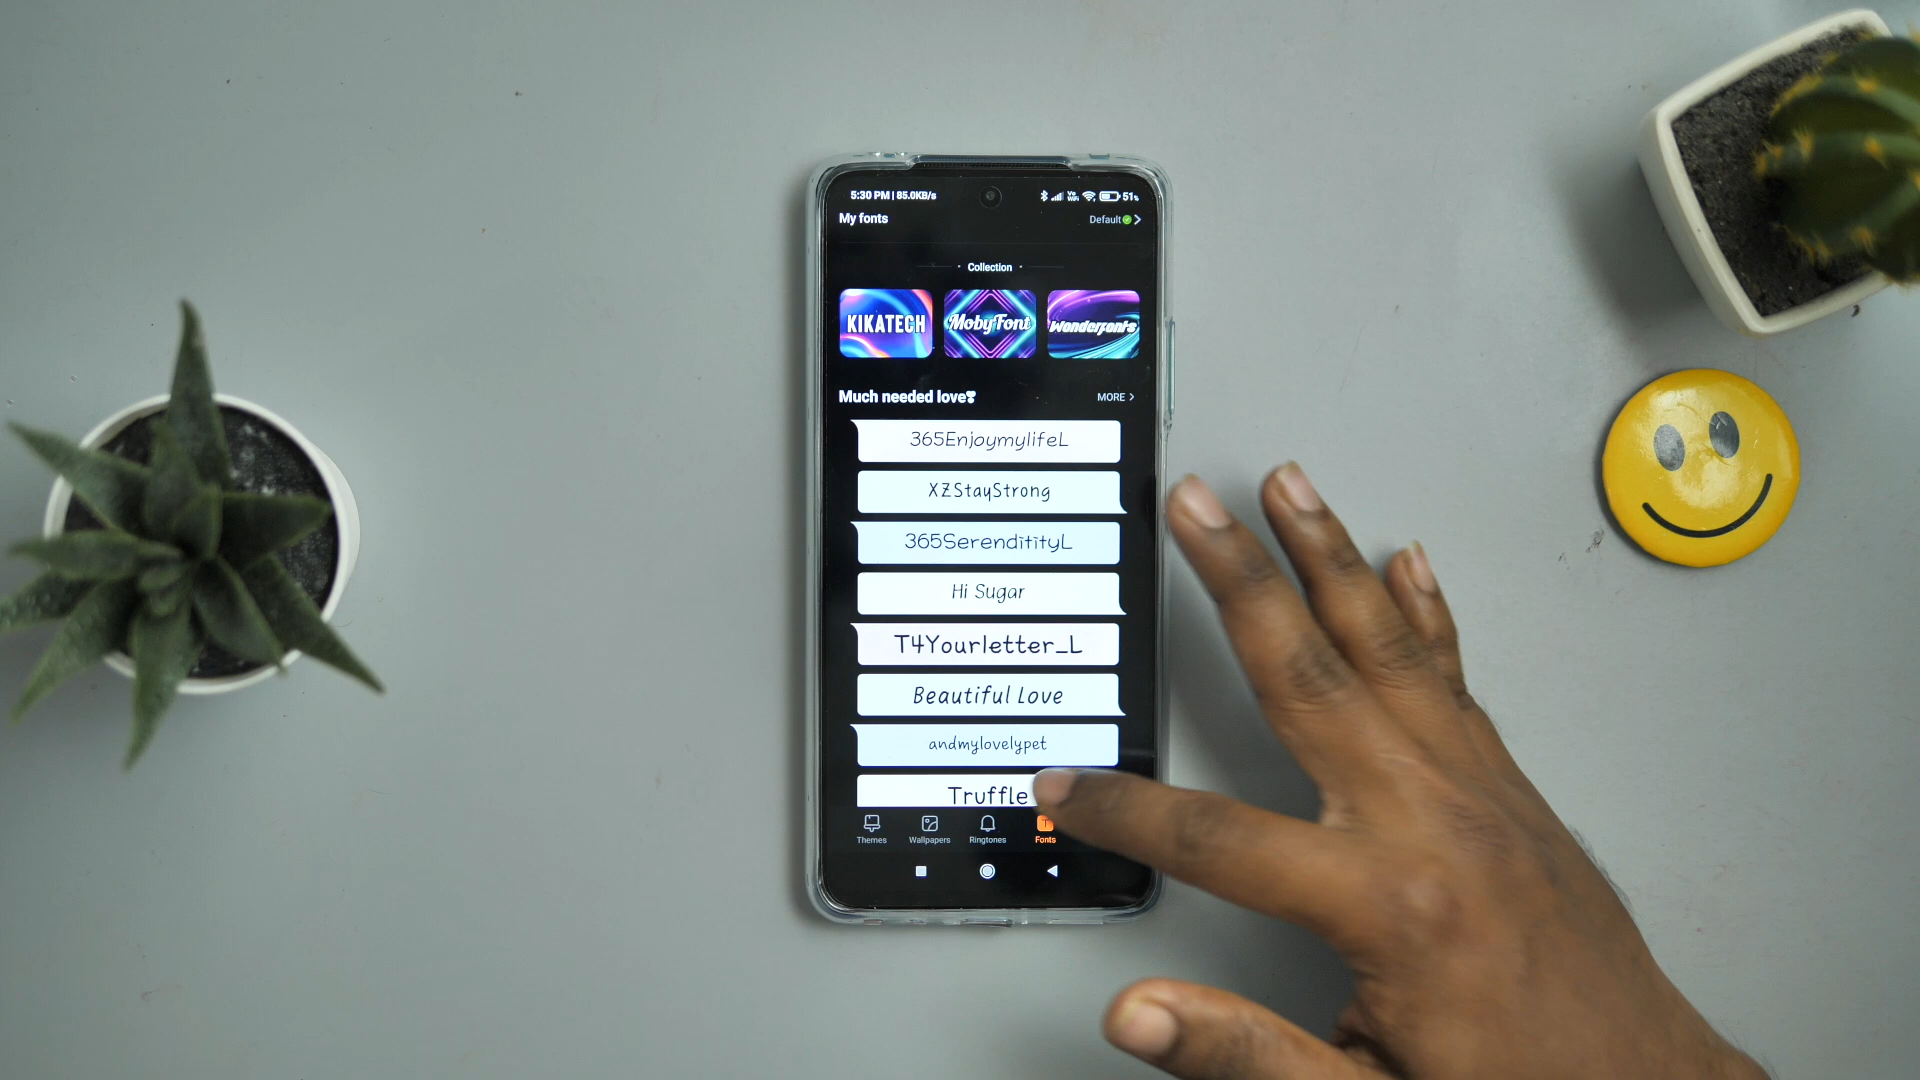 5:30 PM | 85.0KB/s 51%
My fonts Default
Collection
KIKATECH MobyFont Wonderfonts
Much needed love❣ MORE >
365EnjoymylifeL
XZStayStrong
365SerenditityL
Hi Sugar
T4Yourletter_L
Beautiful Love
andmylovelypet
Truffle
Themes Wallpapers Ringtones Fonts